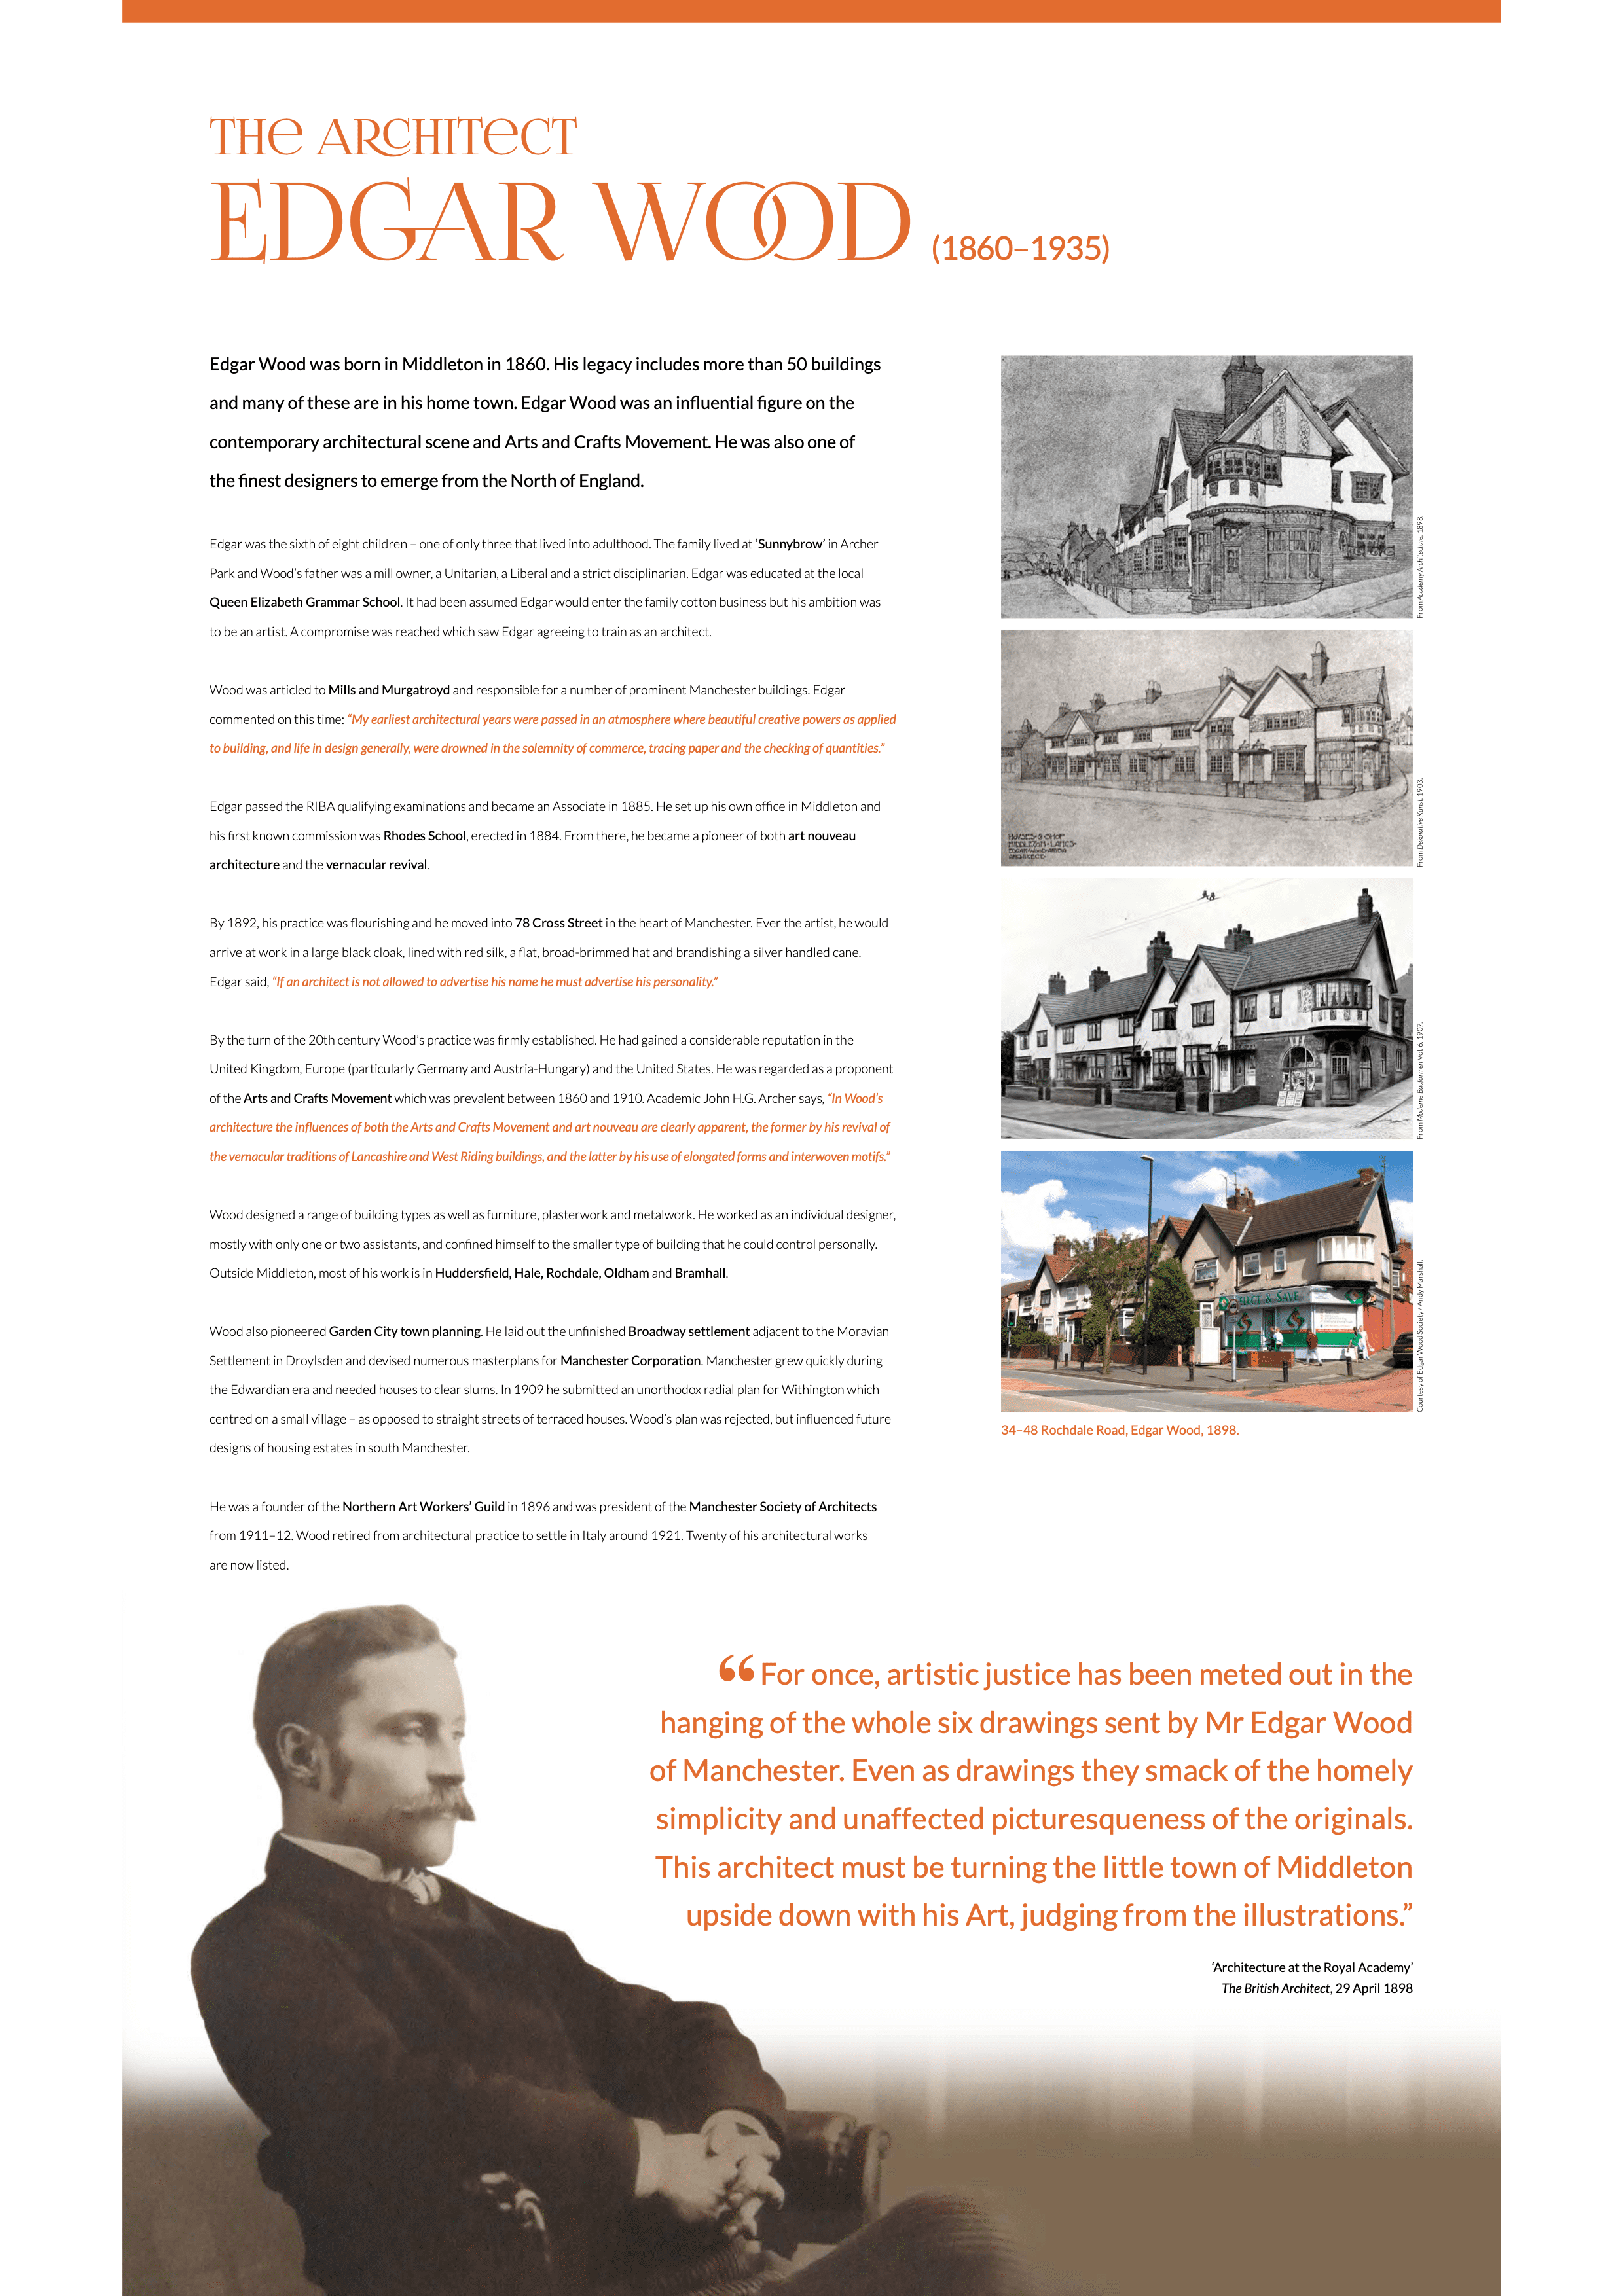 THE ARCHITECT
EDGAR WOOD (1860–1935)
Edgar Wood was born in Middleton in 1860. His legacy includes more than 50 buildings
and many of these are in his home town. Edgar Wood was an influential figure on the
contemporary architectural scene and Arts and Crafts Movement. He was also one of
the finest designers to emerge from the North of England.
Edgar was the sixth of eight children – one of only three that lived into adulthood. The family lived at ‘Sunnybrow’ in Archer
Park and Wood’s father was a mill owner, a Unitarian, a Liberal and a strict disciplinarian. Edgar was educated at the local
Queen Elizabeth Grammar School. It had been assumed Edgar would enter the family cotton business but his ambition was
to be an artist. A compromise was reached which saw Edgar agreeing to train as an architect.
Wood was articled to Mills and Murgatroyd and responsible for a number of prominent Manchester buildings. Edgar
commented on this time: “My earliest architectural years were passed in an atmosphere where beautiful creative powers as applied
to building, and life in design generally, were drowned in the solemnity of commerce, tracing paper and the checking of quantities.”
Edgar passed the RIBA qualifying examinations and became an Associate in 1885. He set up his own office in Middleton and
his first known commission was Rhodes School, erected in 1884. From there, he became a pioneer of both art nouveau
architecture and the vernacular revival.
By 1892, his practice was flourishing and he moved into 78 Cross Street in the heart of Manchester. Ever the artist, he would
arrive at work in a large black cloak, lined with red silk, a flat, broad-brimmed hat and brandishing a silver handled cane.
Edgar said, “If an architect is not allowed to advertise his name he must advertise his personality.”
By the turn of the 20th century Wood’s practice was firmly established. He had gained a considerable reputation in the
United Kingdom, Europe (particularly Germany and Austria-Hungary) and the United States. He was regarded as a proponent
of the Arts and Crafts Movement which was prevalent between 1860 and 1910. Academic John H.G. Archer says, “In Wood’s
architecture the influences of both the Arts and Crafts Movement and art nouveau are clearly apparent, the former by his revival of
the vernacular traditions of Lancashire and West Riding buildings, and the latter by his use of elongated forms and interwoven motifs.”
Wood designed a range of building types as well as furniture, plasterwork and metalwork. He worked as an individual designer,
mostly with only one or two assistants, and confined himself to the smaller type of building that he could control personally.
Outside Middleton, most of his work is in Huddersfield, Hale, Rochdale, Oldham and Bramhall.
Wood also pioneered Garden City town planning. He laid out the unfinished Broadway settlement adjacent to the Moravian
Settlement in Droylsden and devised numerous masterplans for Manchester Corporation. Manchester grew quickly during
the Edwardian era and needed houses to clear slums. In 1909 he submitted an unorthodox radial plan for Withington which
centred on a small village – as opposed to straight streets of terraced houses. Wood’s plan was rejected, but influenced future
designs of housing estates in south Manchester.
He was a founder of the Northern Art Workers’ Guild in 1896 and was president of the Manchester Society of Architects
from 1911–12. Wood retired from architectural practice to settle in Italy around 1921. Twenty of his architectural works
are now listed.
From Academy Architecture, 1898.
HOUSES & SHOP
MIDDLETON · LANCS ·
EDGAR WOOD
ARCHITECT
From Dekorative Kunst, 1903.
From Moderne Bauformen Vol. 6, 1907.
SELECT & SAVE
Courtesy of Edgar Wood Society / Andy Marshall.
34–48 Rochdale Road, Edgar Wood, 1898.
“For once, artistic justice has been meted out in the
hanging of the whole six drawings sent by Mr Edgar Wood
of Manchester. Even as drawings they smack of the homely
simplicity and unaffected picturesqueness of the originals.
This architect must be turning the little town of Middleton
upside down with his Art, judging from the illustrations.”
‘Architecture at the Royal Academy’
The British Architect, 29 April 1898